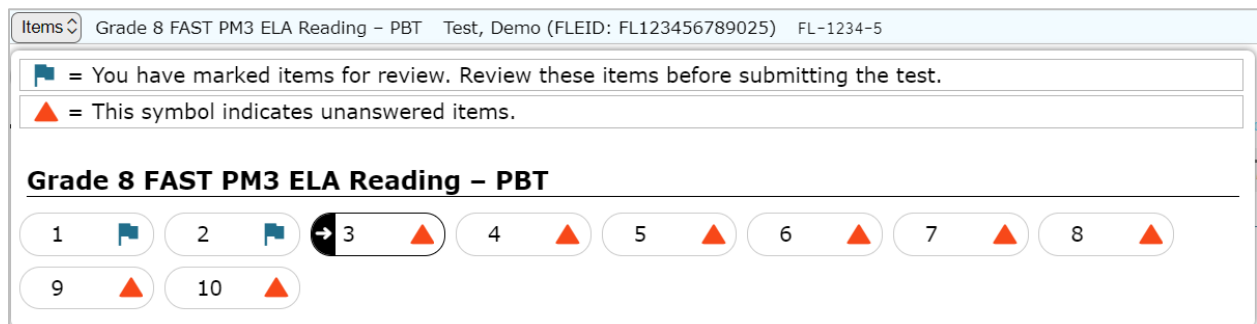 Items Grade 8 FAST PM3 ELA Reading – PBT Test, Demo (FLEID: FL123456789025) FL-1234-5
= You have marked items for review. Review these items before submitting the test.
= This symbol indicates unanswered items.
Grade 8 FAST PM3 ELA Reading – PBT
1 2 3 4 5 6 7 8
9 10